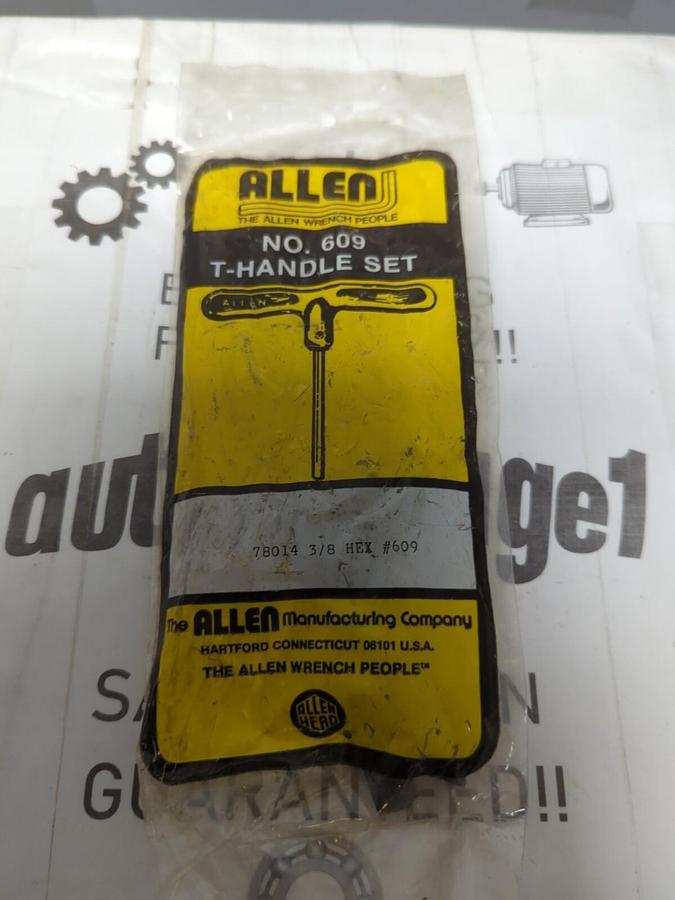 ALLEN
THE ALLEN WRENCH PEOPLE
NO. 609
T-HANDLE SET
ALLEN
78014 3/8 HEX #609
The ALLEN Manufacturing Company
HARTFORD CONNECTICUT 06101 U.S.A.
THE ALLEN WRENCH PEOPLE™
ALLEN
HEAD
!!